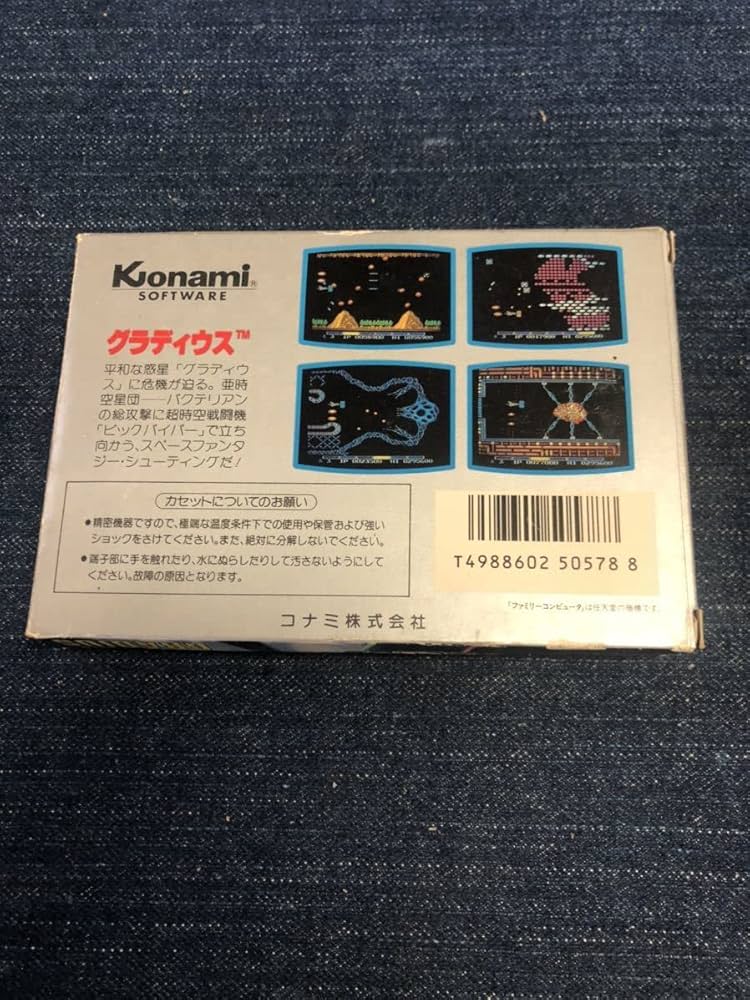 Konami®
SOFTWARE
グラディウス™
平和な惑星「グラディウ
ス」に危機が迫る。亜時
空星団──バクテリアン
の総攻撃に超時空戦闘機
「ビックバイパー」で立ち
向かう、スペースファンタ
ジー・シューティングだ!
カセットについてのお願い
●精密機器ですので、極端な温度条件下での使用や保管および強い
ショックをさけてください。また、絶対に分解しないでください。
●端子部に手を触れたり、水にぬらしたりして汚さないようにして
ください。故障の原因となります。
T4988602 50578 8
「ファミリーコンピュータ」は任天堂の商標です。
コナミ株式会社